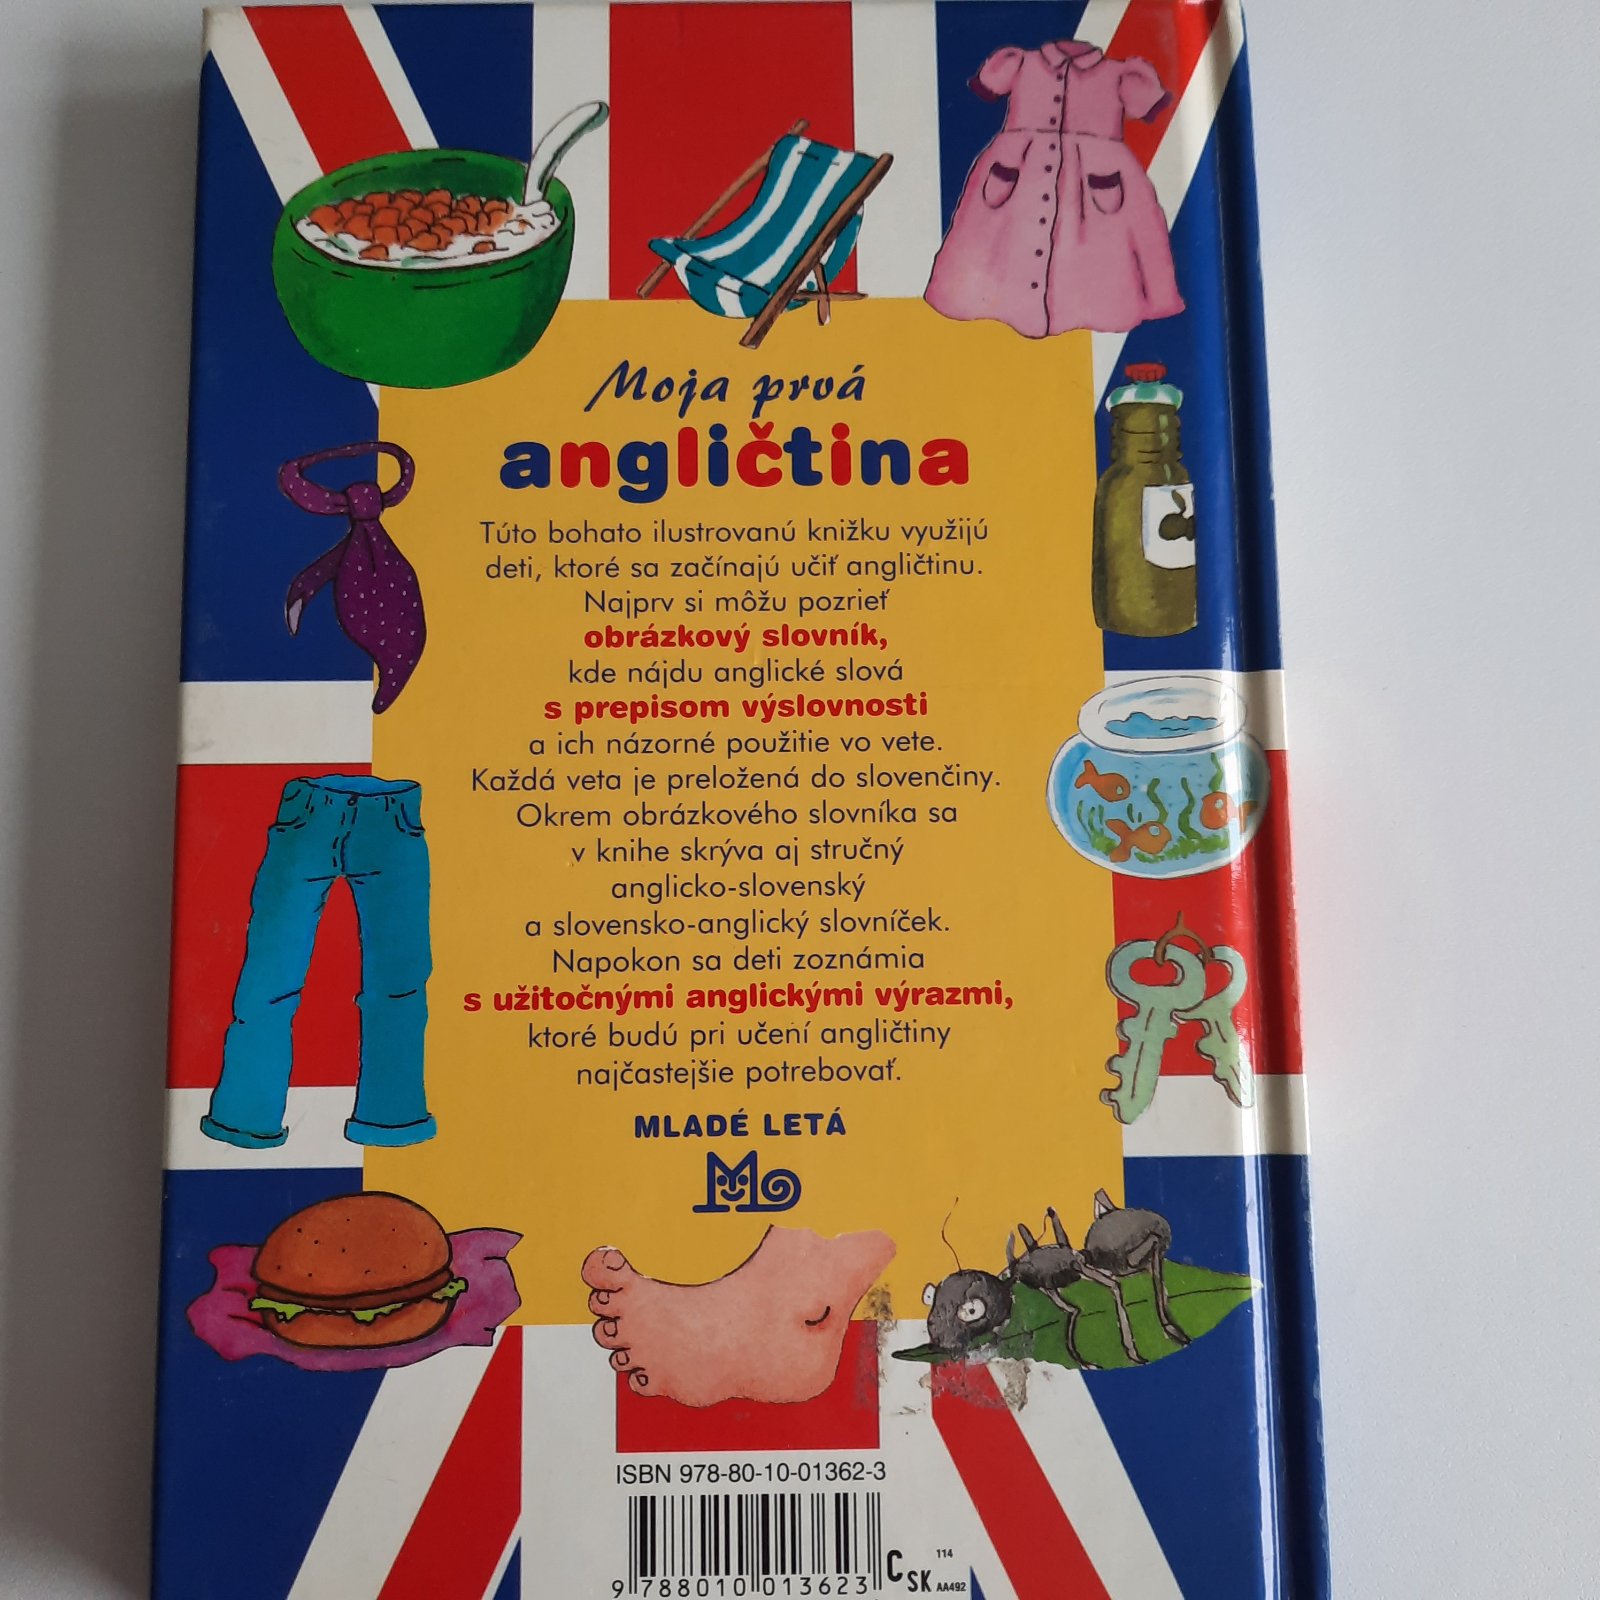 Moja prvá
angličtina
Túto bohato ilustrovanú knižku využijú
deti, ktoré sa začínajú učiť angličtinu.
Najprv si môžu pozrieť
obrázkový slovník,
kde nájdu anglické slová
s prepisom výslovnosti
a ich názorné použitie vo vete.
Každá veta je preložená do slovenčiny.
Okrem obrázkového slovníka sa
v knihe skrýva aj stručný
anglicko-slovenský
a slovensko-anglický slovníček.
Napokon sa deti zoznámia
s užitočnými anglickými výrazmi,
ktoré budú pri učení angličtiny
najčastejšie potrebovať.
MLADÉ LETÁ
ISBN 978-80-10-01362-3
9 788010 013623
C SK 114 AA492